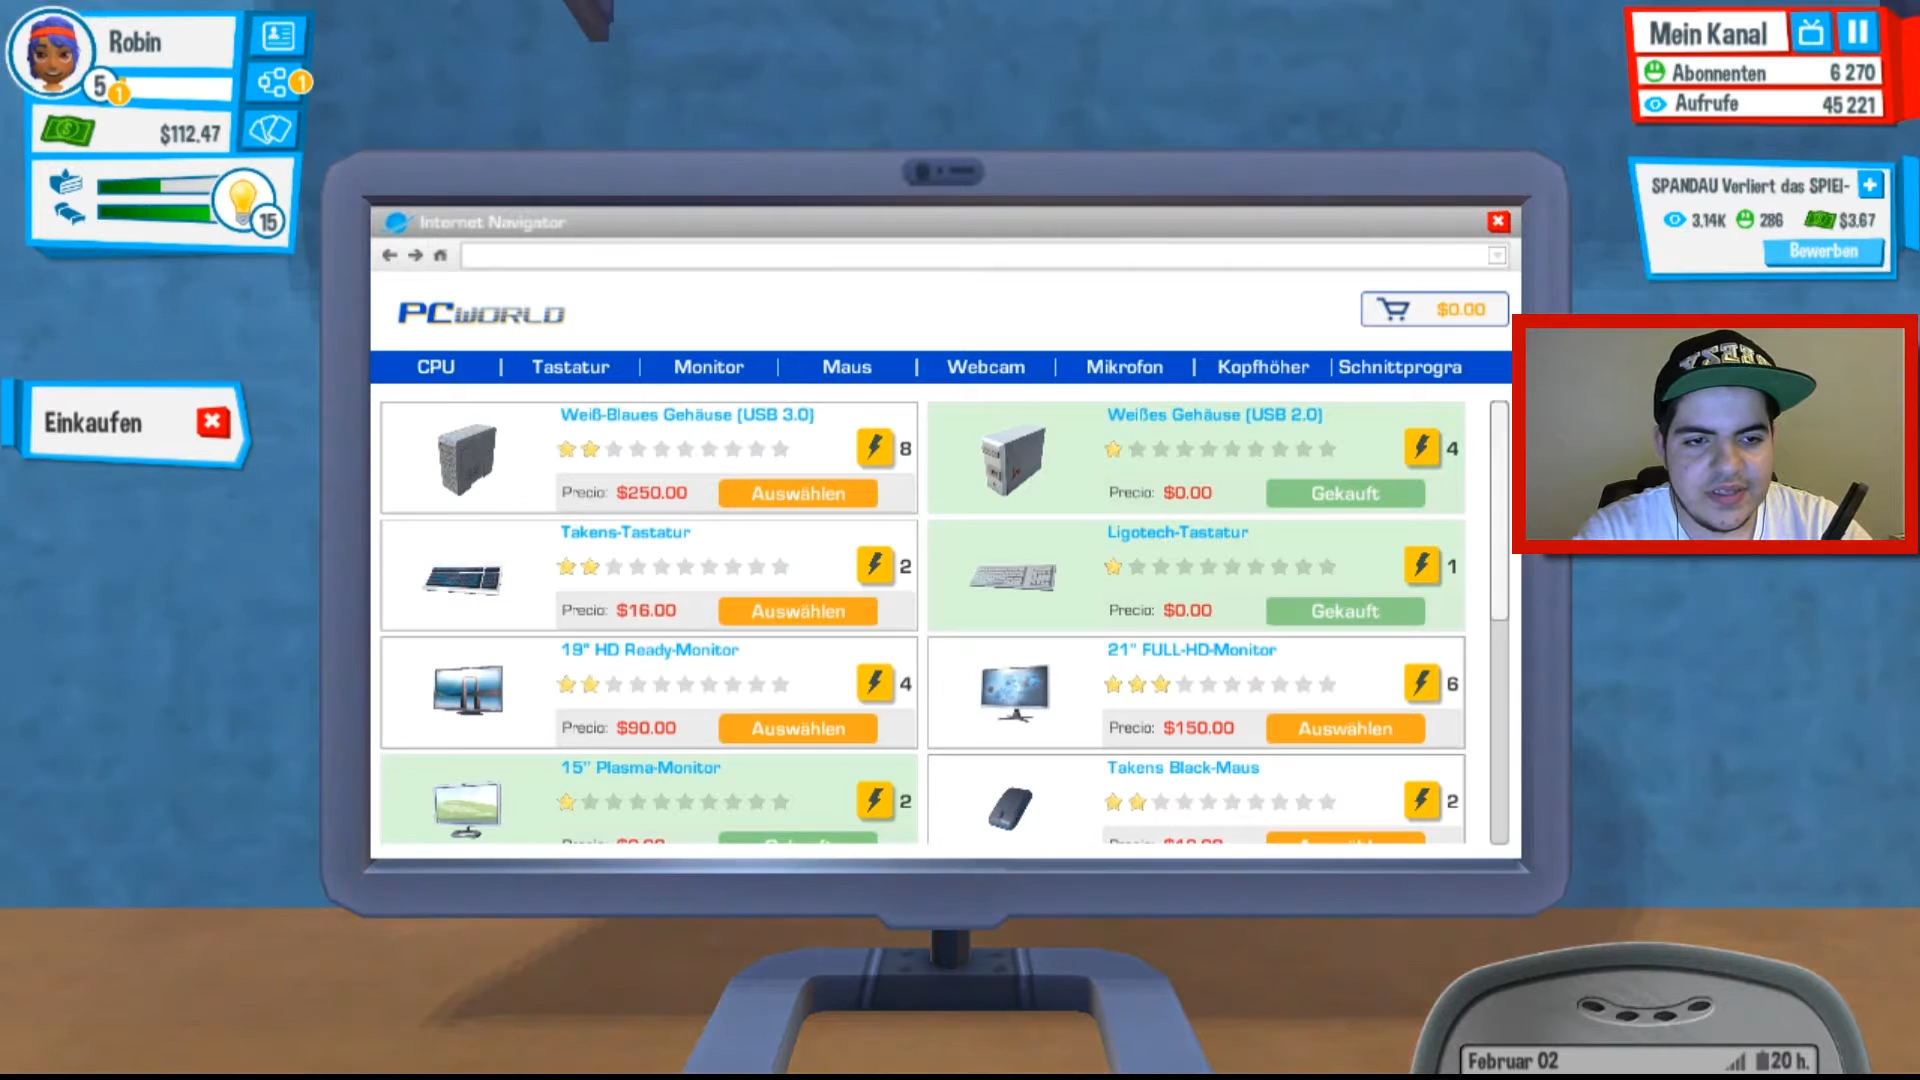 Robin
5
1
1
$112.47
15
Mein Kanal
Abonnenten 6 270
Aufrufe 45 221
SPANDAU Verliert das SPIEl-
3.14K 286 $3.67
Bewerben
Einkaufen
Internet Navigator
PCWORLD
$0.00
CPU | Tastatur | Monitor | Maus | Webcam | Mikrofon | Kopfhöher | Schnittprogra
Weiß-Blaues Gehäuse (USB 3.0)
8
Precio: $250.00 Auswählen
Weißes Gehäuse (USB 2.0)
4
Precio: $0.00 Gekauft
Takens-Tastatur
2
Precio: $16.00 Auswählen
Ligotech-Tastatur
1
Precio: $0.00 Gekauft
19" HD Ready-Monitor
4
Precio: $90.00 Auswählen
21" FULL-HD-Monitor
6
Precio: $150.00 Auswählen
15" Plasma-Monitor
2
Takens Black-Maus
2
Februar 02 20 h.